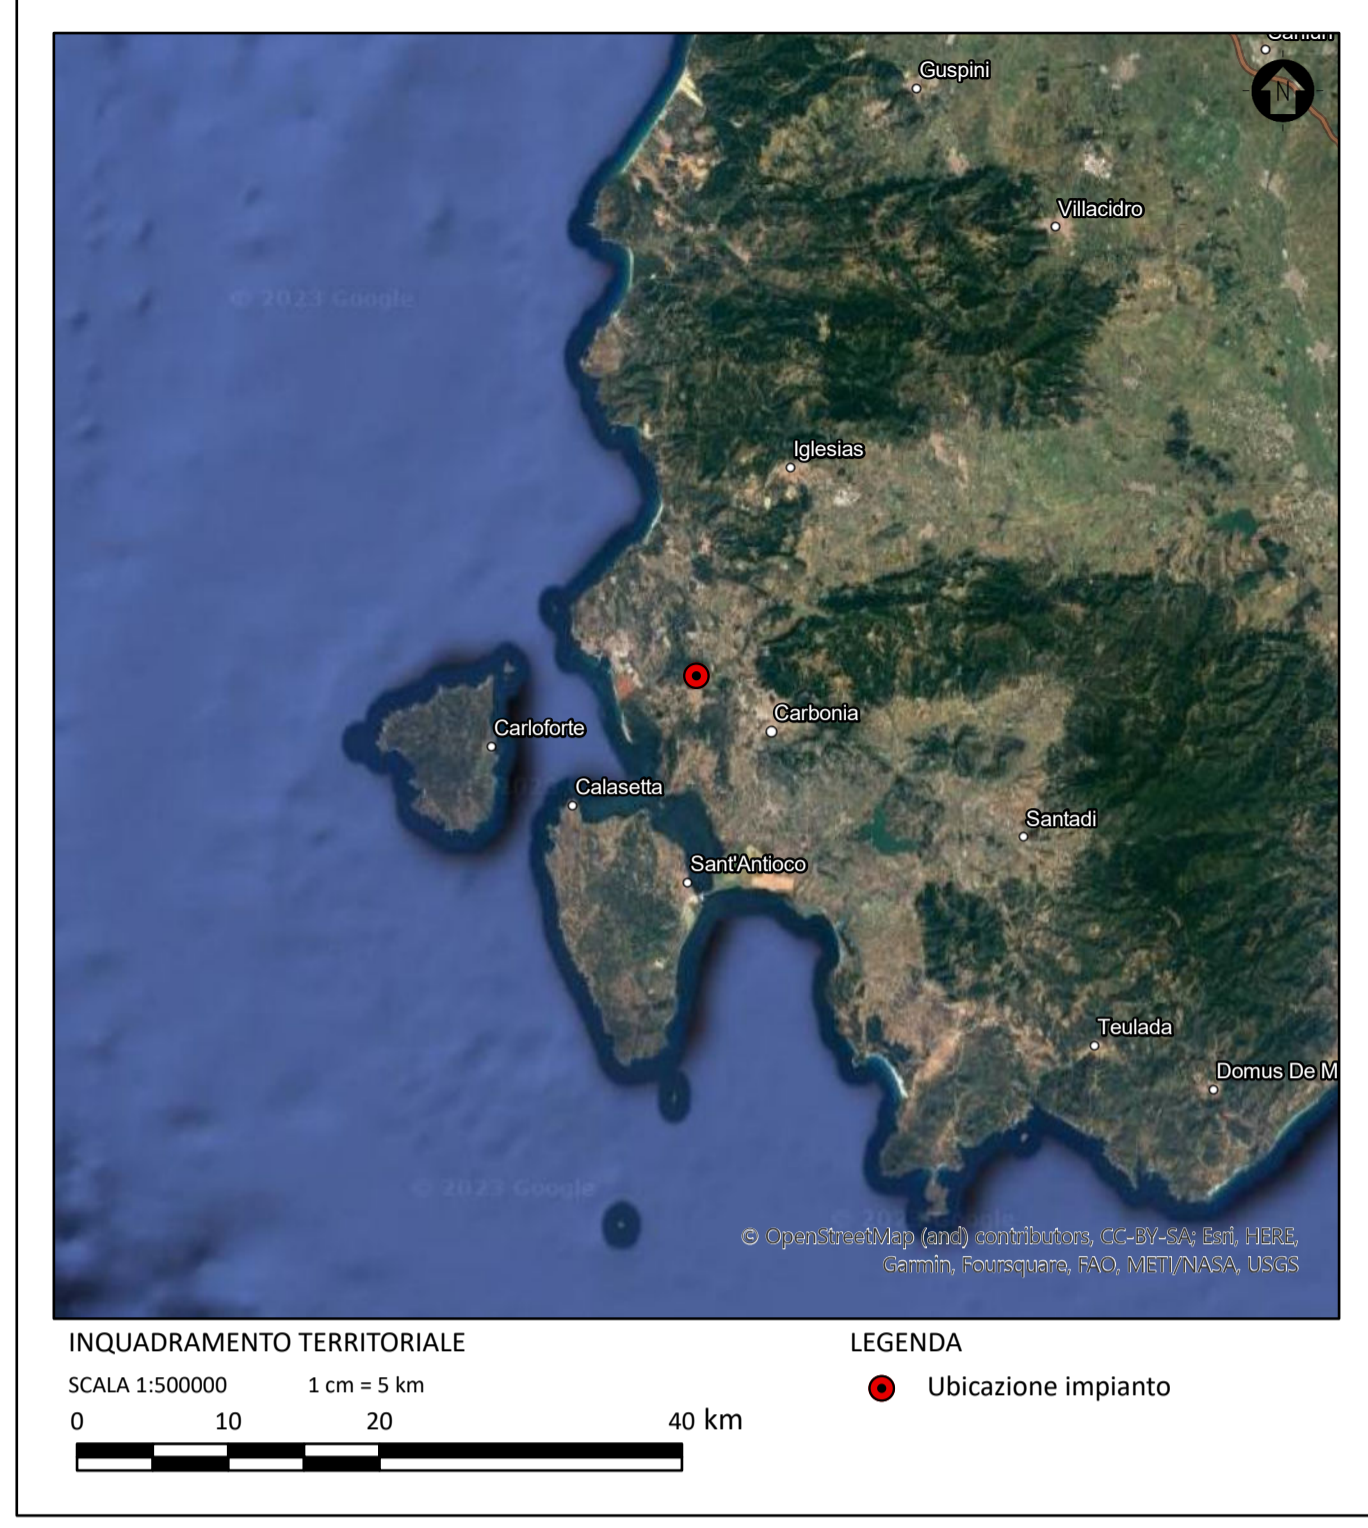 Guspini
N
Villacidro
© 2023 Google
Iglesias
Carbonia
Carloforte
Calasetta
Santadi
Sant'Antioco
Teulada
Domus De M
© 2023 Google
© OpenStreetMap (and) contributors, CC-BY-SA; Esri, HERE,
Garmin, Foursquare, FAO, METI/NASA, USGS
INQUADRAMENTO TERRITORIALE
SCALA 1:500000 1 cm = 5 km
0 10 20 40 km
LEGENDA
Ubicazione impianto